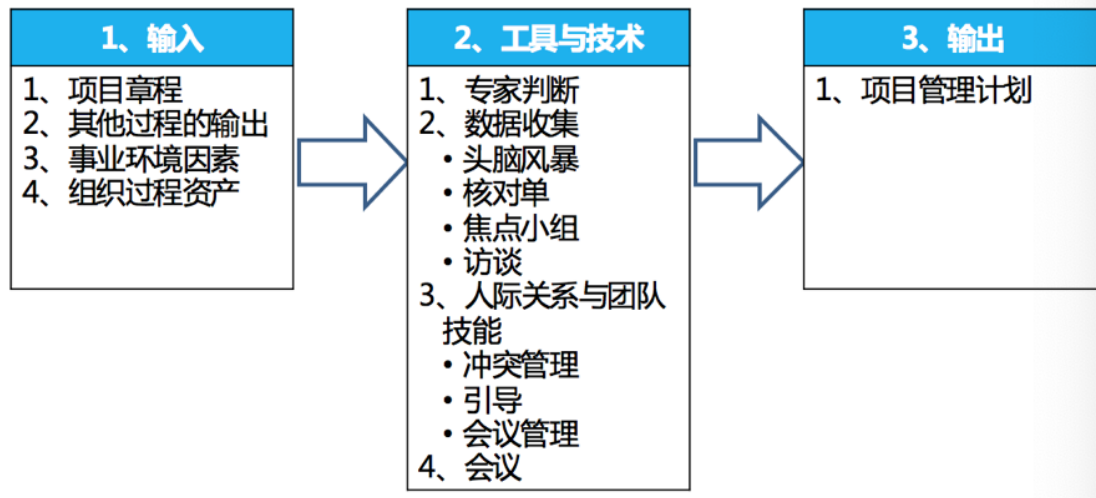 1、输入
1、项目章程
2、其他过程的输出
3、事业环境因素
4、组织过程资产
2、工具与技术
1、专家判断
2、数据收集
•头脑风暴
•核对单
•焦点小组
•访谈
3、人际关系与团队
技能
•冲突管理
•引导
•会议管理
4、会议
3、输出
1、项目管理计划